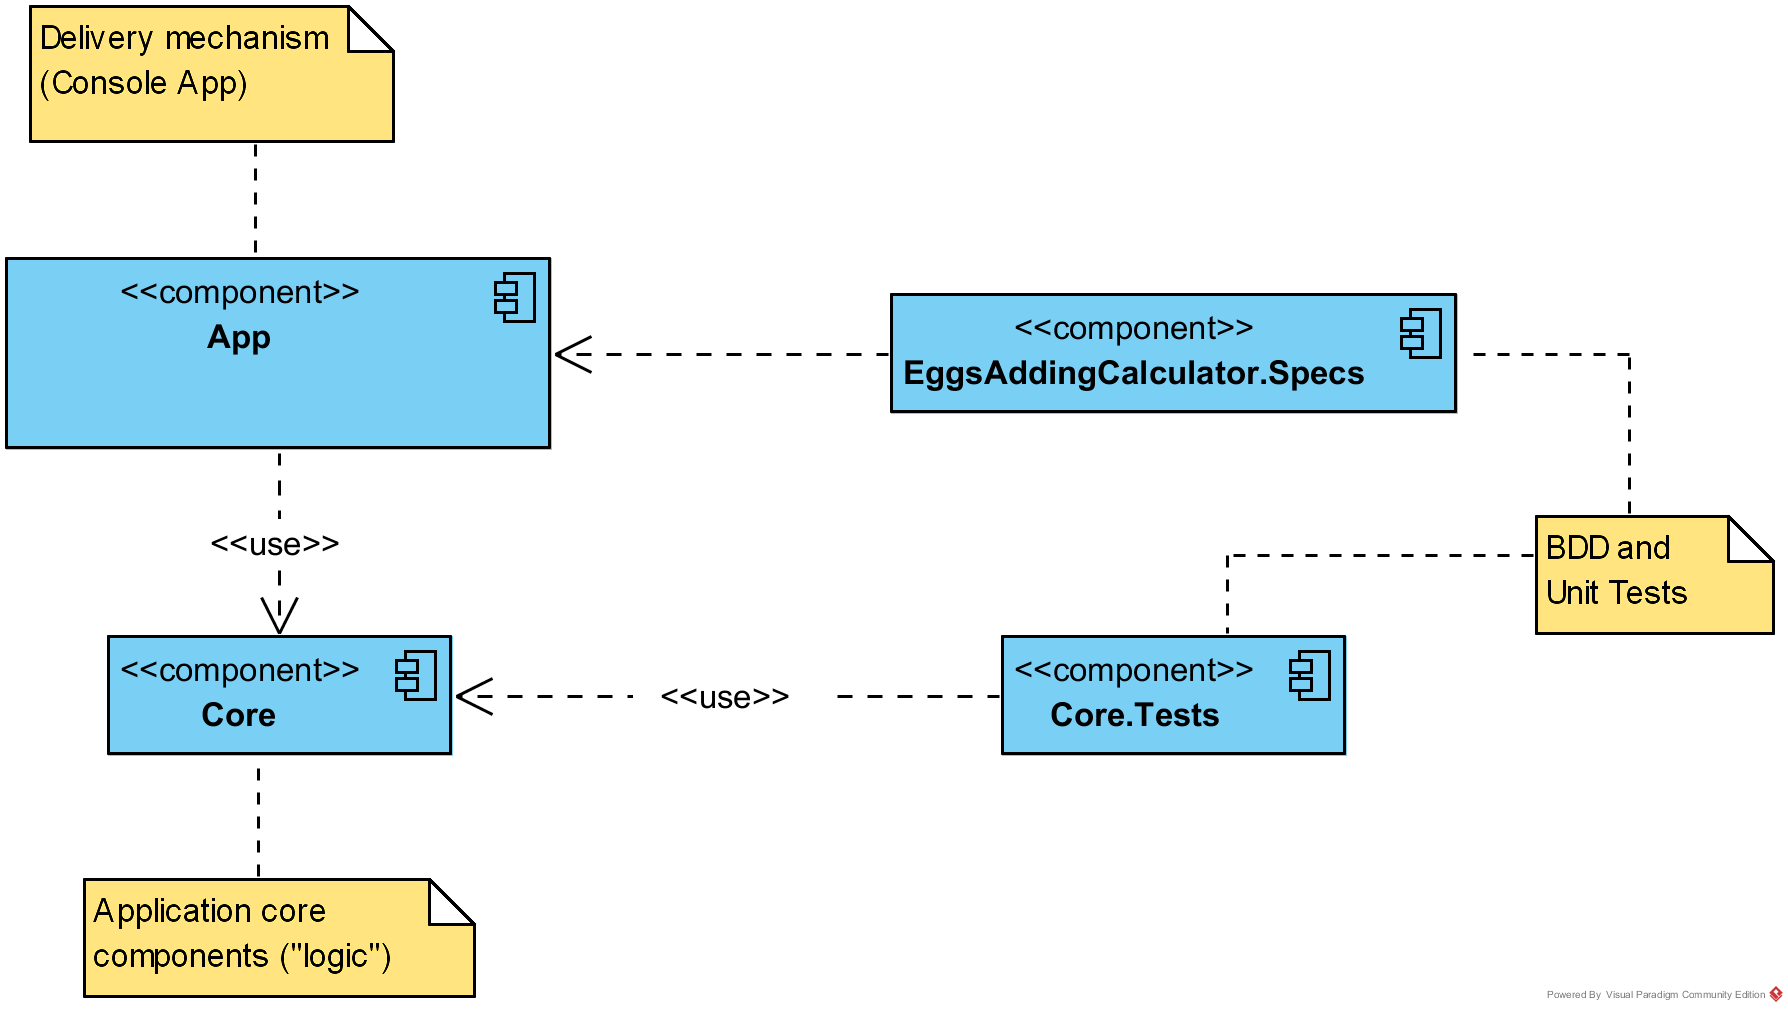 Delivery mechanism
(Console App)
<<component>>
App
<<component>>
EggsAddingCalculator.Specs
<<use>>
BDD and
Unit Tests
<<component>>
Core
<<use>>
<<component>>
Core.Tests
Application core
components ("logic")
Powered By Visual Paradigm Community Edition